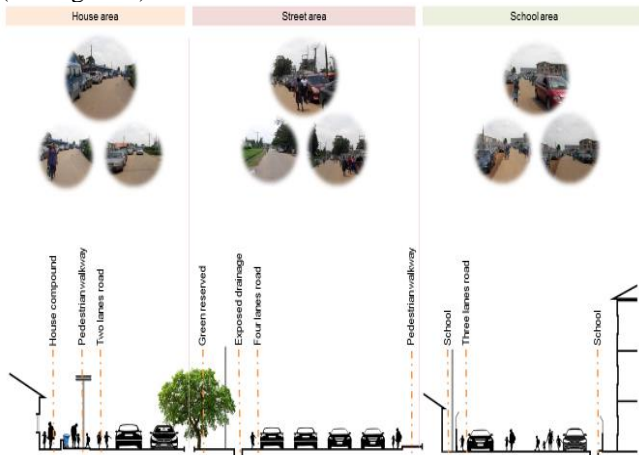 House area
Street area
School area
House compound
Pedestrian walkway
Two lanes road
Green reserved
Exposed drainage
Four lanes road
Pedestrian walkway
School
Three lanes road
School